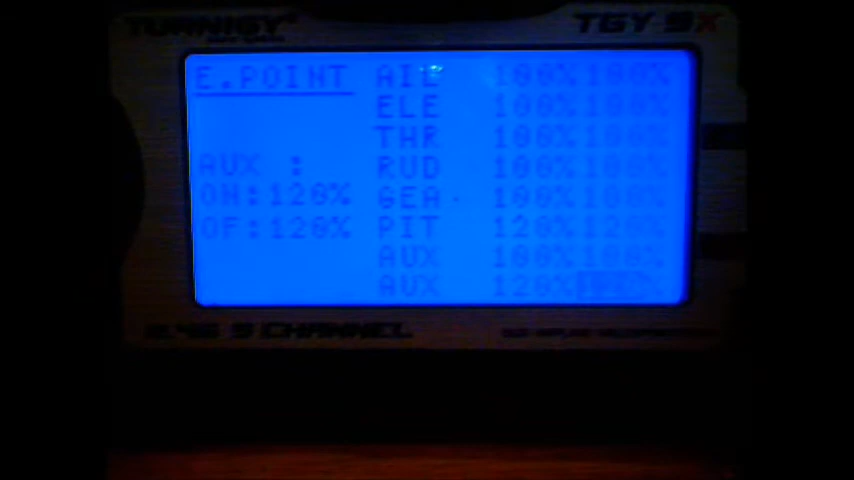 TURNIGY
TGY 9X
E.POINT AIL 100% 100%
ELE 100% 100%
THR 100% 100%
AUX : RUD 100% 100%
ON:120% GEA 100% 100%
OF:120% PIT 120% 120%
AUX 100% 100%
AUX 120%
2.4G 9 CHANNEL